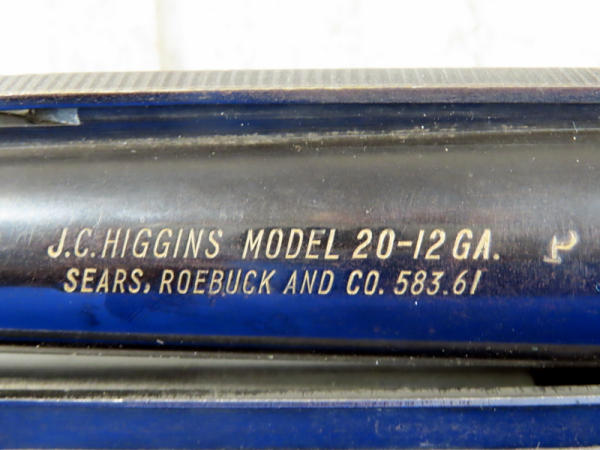 J.C. HIGGINS MODEL 20-12 GA.
SEARS, ROEBUCK AND CO. 583.61